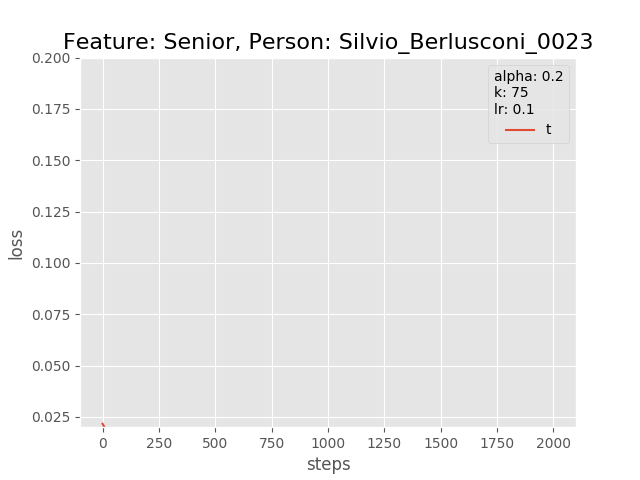 Feature: Senior, Person: Silvio_Berlusconi_0023
0.200
0.175
0.150
0.125
0.100
0.075
0.050
0.025
loss
alpha: 0.2
k: 75
lr: 0.1
t
0 250 500 750 1000 1250 1500 1750 2000
steps